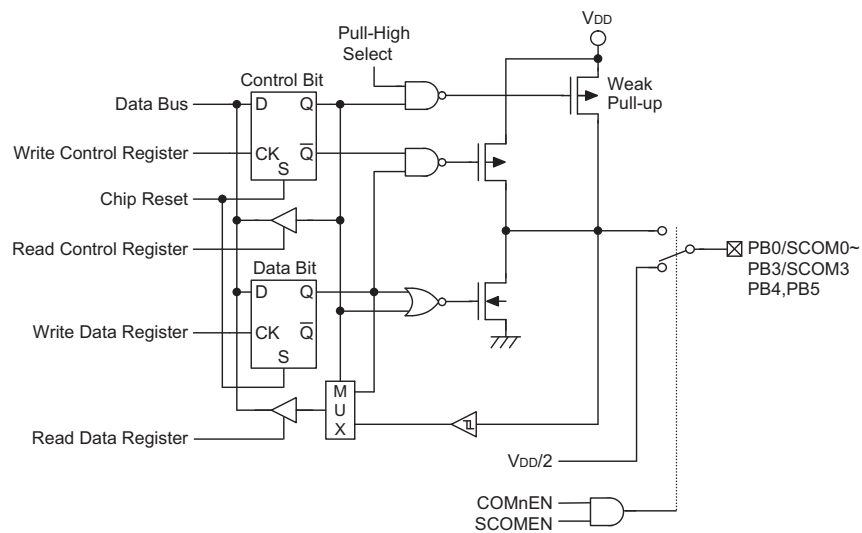 VDD
Pull-High
Select
Weak
Pull-up
Control Bit
Data Bus
D
Q
Write Control Register
CK
Q
S
Chip Reset
Read Control Register
Data Bit
D
Q
Write Data Register
CK
Q
S
M
U
X
Read Data Register
PB0/SCOM0~
PB3/SCOM3
PB4,PB5
VDD/2
COMnEN
SCOMEN